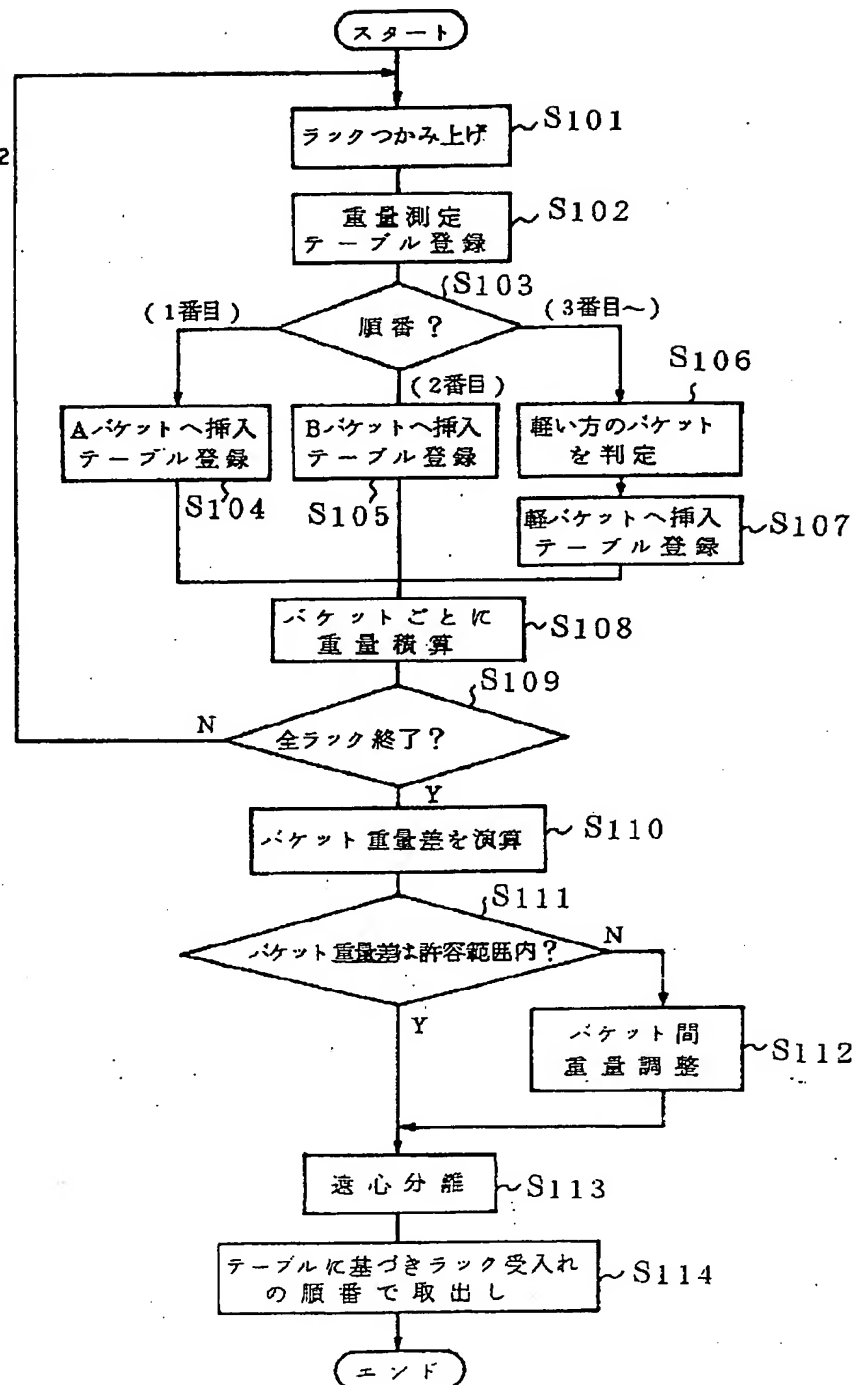 スタート
ラックつかみ上げ
S101
2
重量測定
テーブル登録
S102
S103
順番?
(1番目)
(2番目)
(3番目~)
Aバケットへ挿入
テーブル登録
S104
Bバケットへ挿入
テーブル登録
S105
S106
軽い方のバケット
を判定
軽バケットへ挿入
テーブル登録
S107
バケットごとに
重量積算
S108
S109
全ラック終了?
N
Y
バケット重量差を演算
S110
S111
バケット重量差は許容範囲内?
N
Y
バケット間
重量調整
S112
遠心分離
S113
テーブルに基づきラック受入れ
の順番で取出し
S114
エンド